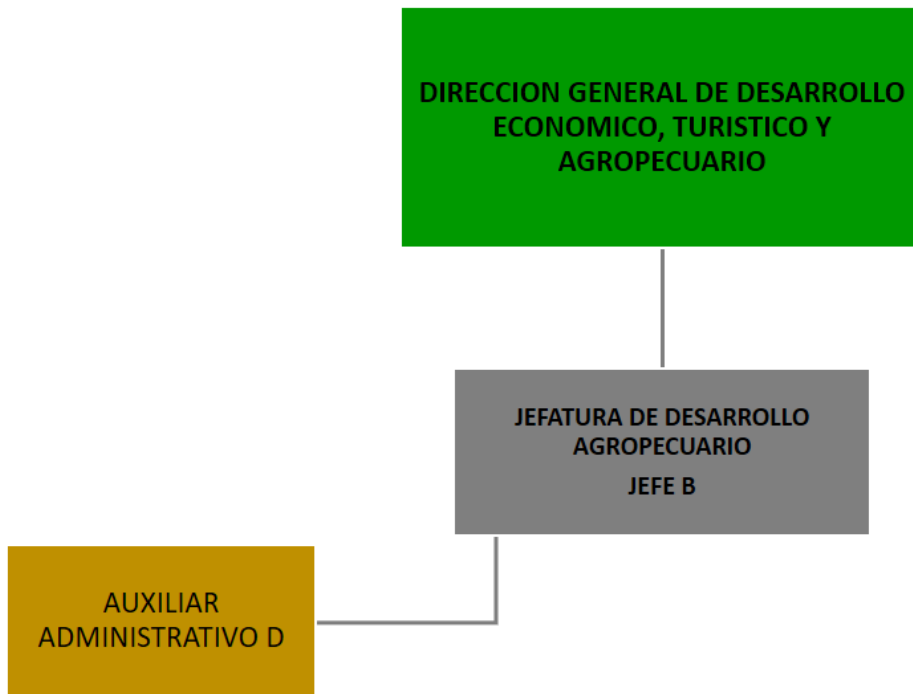 DIRECCION GENERAL DE DESARROLLO
ECONOMICO, TURISTICO Y
AGROPECUARIO
JEFATURA DE DESARROLLO
AGROPECUARIO
JEFE B
AUXILIAR
ADMINISTRATIVO D